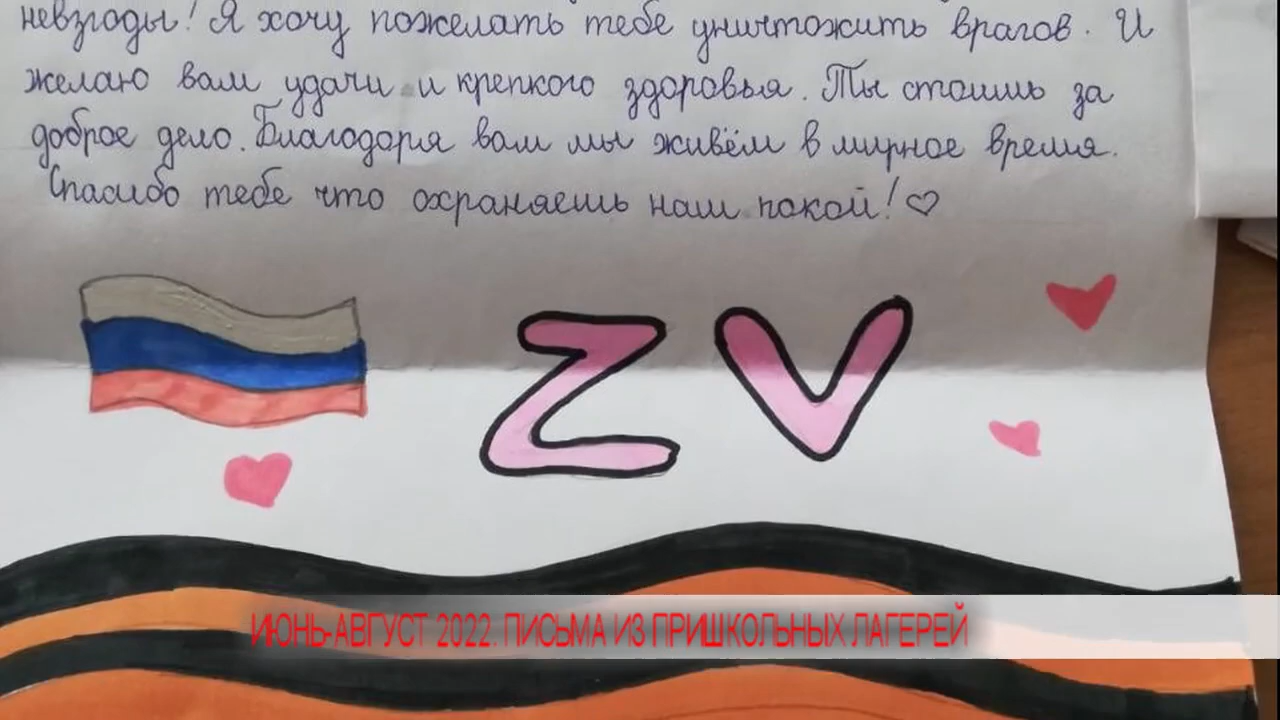 невзгоды! Я хочу пожелать тебе уничтожить врагов. И
желаю вам удачи и крепкого здоровья. Ты стоишь за
доброе дело. Благодоря вам мы живём в мирное время.
Спасибо тебе что охраняешь наш покой!
ZV
ИЮНЬ-АВГУСТ 2022. ПИСЬМА ИЗ ПРИШКОЛЬНЫХ ЛАГЕРЕЙ